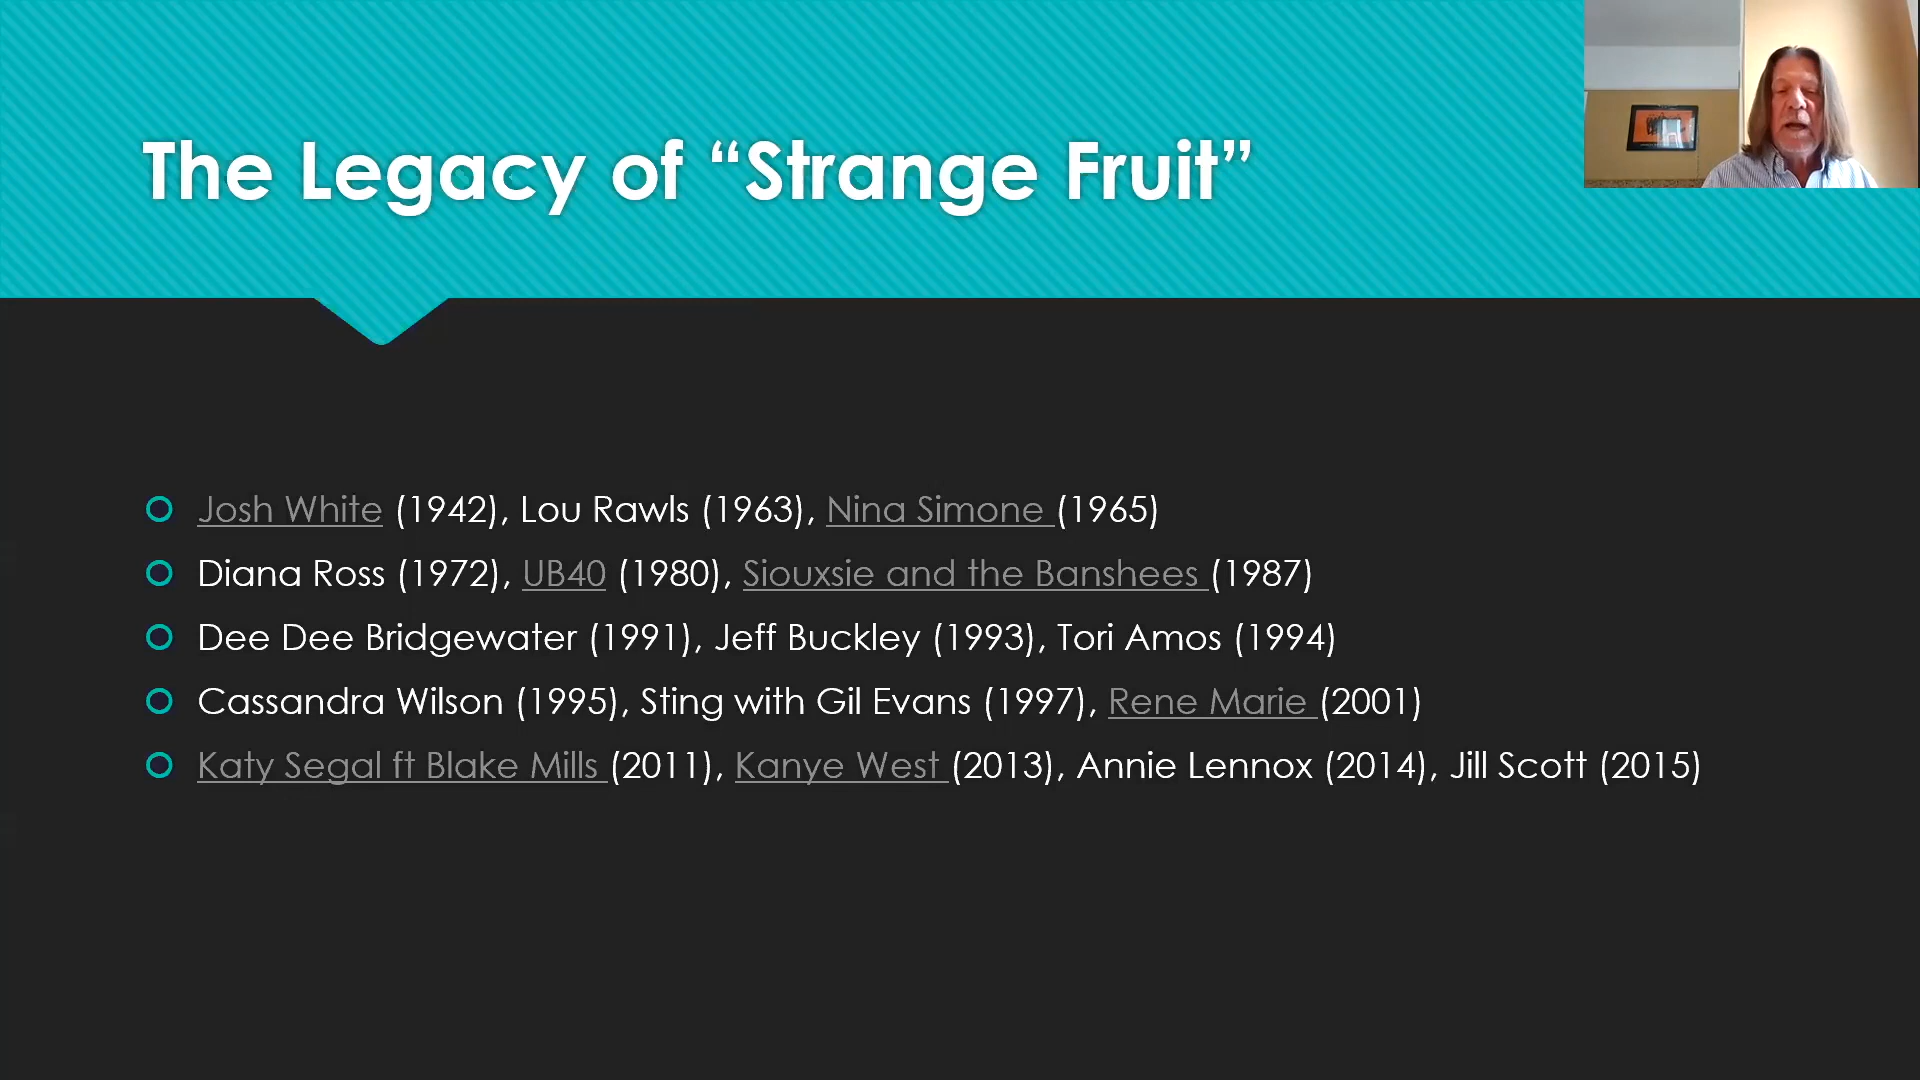 The Legacy of “Strange Fruit”
Josh White (1942), Lou Rawls (1963), Nina Simone (1965)
Diana Ross (1972), UB40 (1980), Siouxsie and the Banshees (1987)
Dee Dee Bridgewater (1991), Jeff Buckley (1993), Tori Amos (1994)
Cassandra Wilson (1995), Sting with Gil Evans (1997), Rene Marie (2001)
Katy Segal ft Blake Mills (2011), Kanye West (2013), Annie Lennox (2014), Jill Scott (2015)